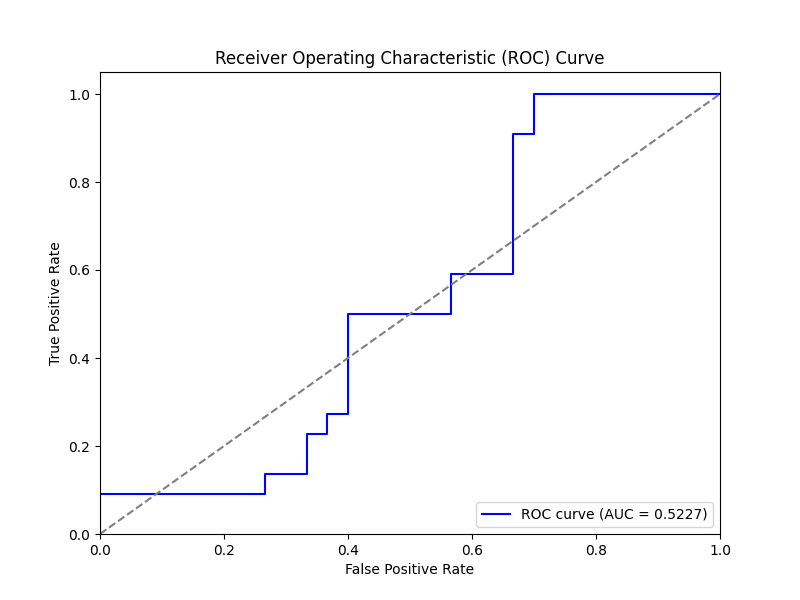 Receiver Operating Characteristic (ROC) Curve
1.0
0.8
0.6
0.4
0.2
0.0
True Positive Rate
ROC curve (AUC = 0.5227)
0.0 0.2 0.4 0.6 0.8 1.0
False Positive Rate